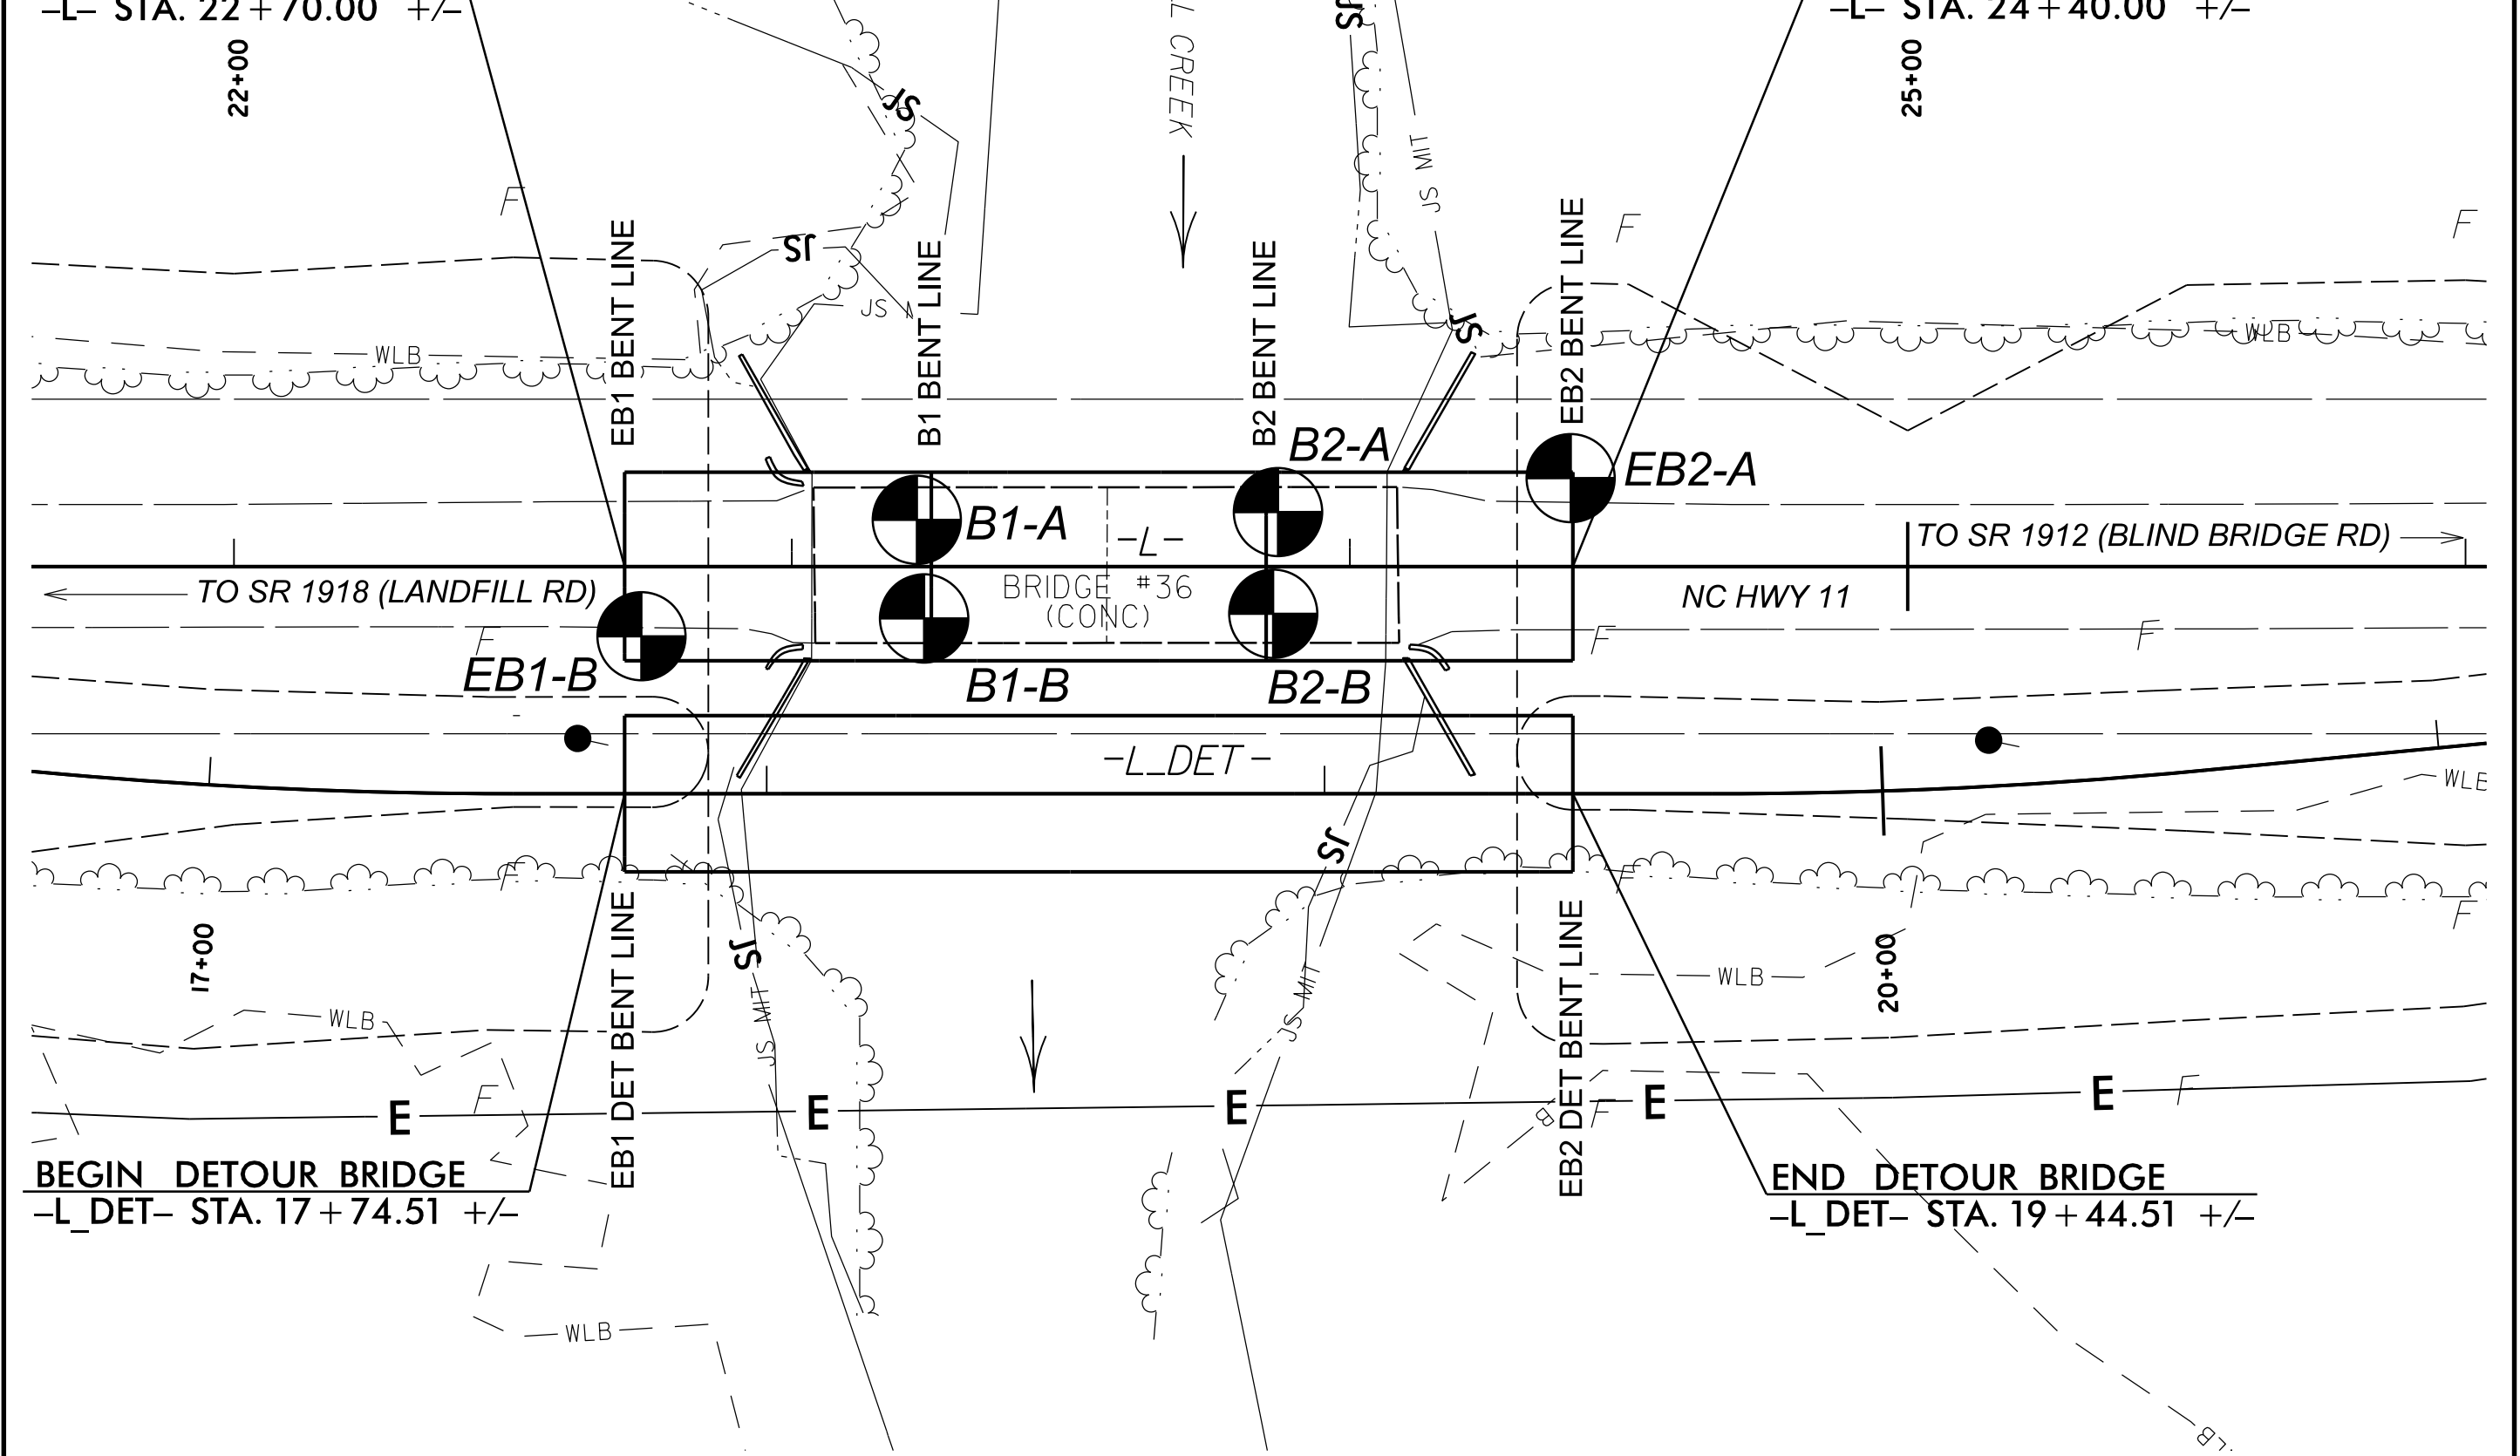 –L– STA. 22+70.00 +/–
–L– STA. 24+40.00 +/–
22+00
25+00
L CREEK
JS
JS
JS
JS
JS
JS MIT
F
F
F
EB1 BENT LINE
B1 BENT LINE
B2 BENT LINE
EB2 BENT LINE
WLB
WLB
B2-A
EB2-A
B1-A
–L–
TO SR 1912 (BLIND BRIDGE RD)
TO SR 1918 (LANDFILL RD)
BRIDGE #36
(CONC)
NC HWY 11
F
F
F
EB1-B
B1-B
B2-B
–L_DET–
WLB
JS
F
F
F
17+00
20+00
JS
JS MIT
JS MIT
WLB
WLB
EB1 DET BENT LINE
EB2 DET BENT LINE
F
F
F
E
E
E
E
E
B
BEGIN DETOUR BRIDGE
–L_DET– STA. 17+74.51 +/–
END DETOUR BRIDGE
–L_DET– STA. 19+44.51 +/–
WLB
LB